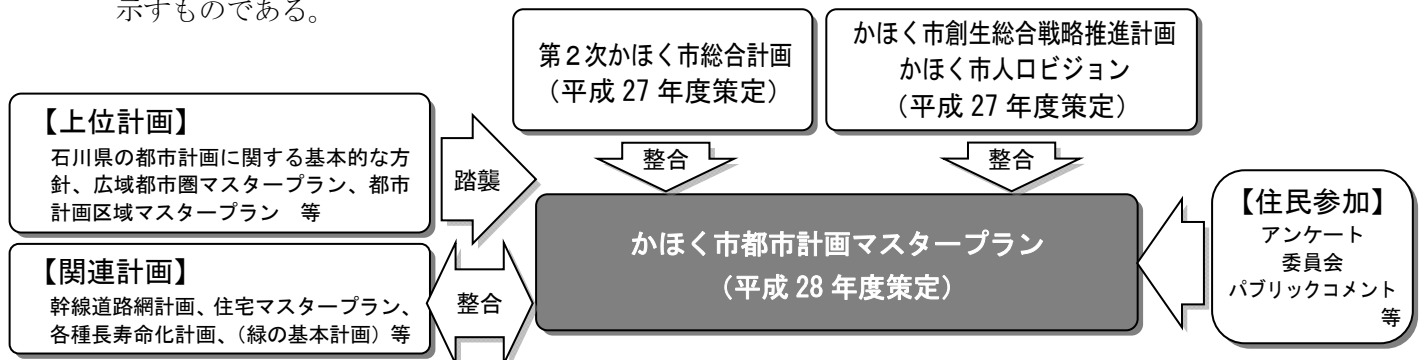 示すものである。
第2次かほく市総合計画
（平成 27 年度策定）
かほく市創生総合戦略推進計画
かほく市人口ビジョン
（平成 27 年度策定）
【上位計画】
石川県の都市計画に関する基本的な方
針、広域都市圏マスタープラン、都市
計画区域マスタープラン　等
踏襲
整合
整合
かほく市都市計画マスタープラン
（平成 28 年度策定）
【住民参加】
アンケート
委員会
パブリックコメント
等
【関連計画】
幹線道路網計画、住宅マスタープラン、
各種長寿命化計画、（緑の基本計画）等
整合